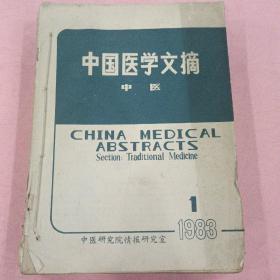 中国医学文摘
中医
CHINA MEDICAL
ABSTRACTS
Section: Traditional Medicine
1
1983
中医研究院情报研究室